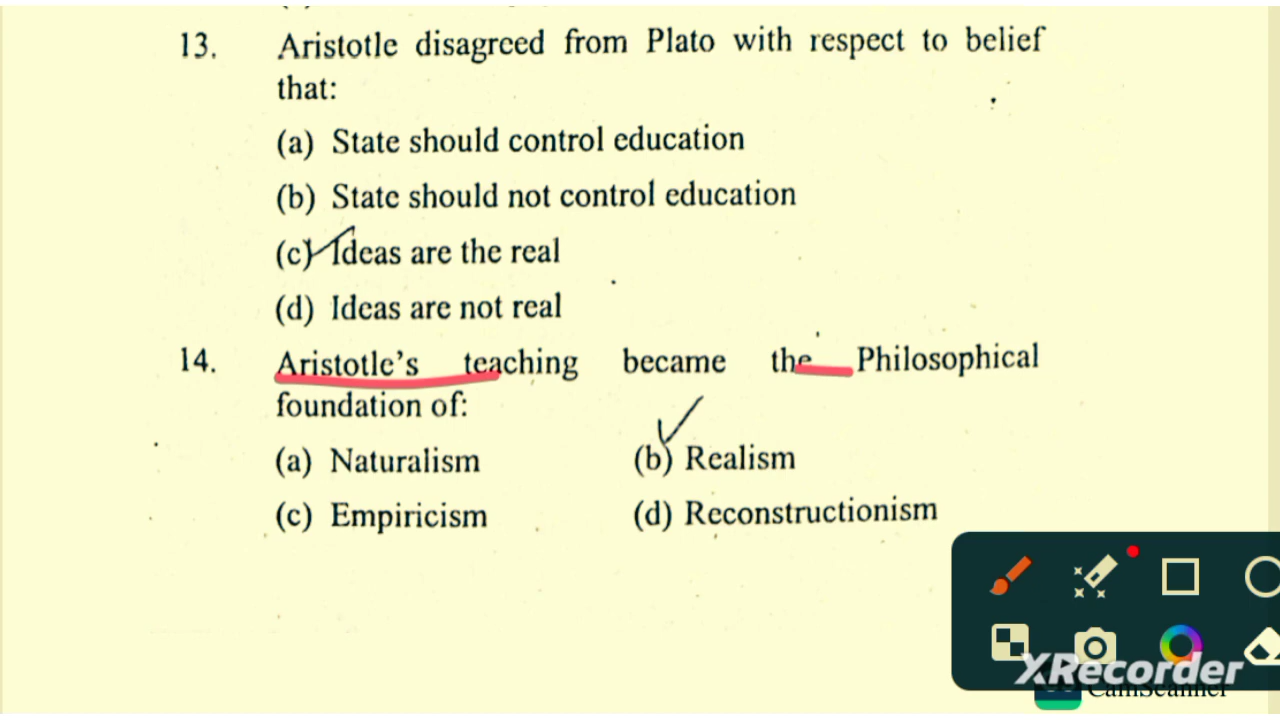 13. Aristotle disagreed from Plato with respect to belief
that:
(a) State should control education
(b) State should not control education
(c) Ideas are the real
(d) Ideas are not real
14. Aristotle's teaching became the Philosophical
foundation of:
(a) Naturalism (b) Realism
(c) Empiricism (d) Reconstructionism
XRecorder
CamScanner